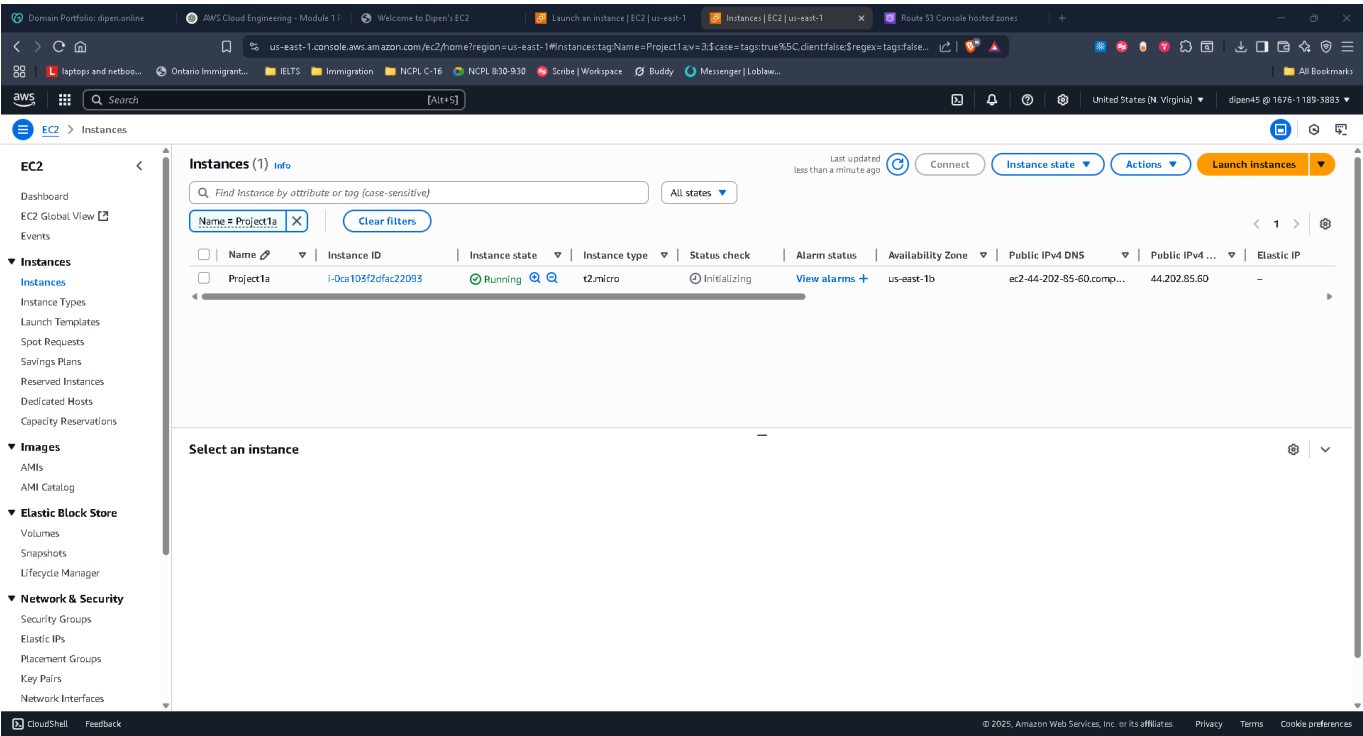 Domain Portfolio: dipen.online
AWS Cloud Engineering - Module 1 P
Welcome to Dipen's EC2
Launch an instance | EC2 | us-east-1
Instances | EC2 | us-east-1
Route 53 Console hosted zones
us-east-1.console.aws.amazon.com/ec2/home?region=us-east-1#Instances:tag:Name=Project1a;v=3;$case=tags:true%5C,client:false;$regex=tags:false...
laptops and netboo...
Ontario Immigrant...
IELTS
Immigration
NCPL C-16
NCPL 8:30-9:30
Scribe | Workspace
Buddy
Messenger | Loblaw...
All Bookmarks
aws
Search
[Alt+S]
United States (N. Virginia)
dipen45 @ 1676-1189-3883
EC2 > Instances
EC2
Dashboard
EC2 Global View
Events
Instances
Instances
Instance Types
Launch Templates
Spot Requests
Savings Plans
Reserved Instances
Dedicated Hosts
Capacity Reservations
Images
AMIs
AMI Catalog
Elastic Block Store
Volumes
Snapshots
Lifecycle Manager
Network & Security
Security Groups
Elastic IPs
Placement Groups
Key Pairs
Network Interfaces
Instances (1) Info
Last updated
less than a minute ago
Connect
Instance state
Actions
Launch instances
Find Instance by attribute or tag (case-sensitive)
All states
Name = Project1a
Clear filters
1
Name Instance ID Instance state Instance type Status check Alarm status Availability Zone Public IPv4 DNS Public IPv4 ... Elastic IP
Project1a i-0ca103f2dfac22093 Running t2.micro Initializing View alarms + us-east-1b ec2-44-202-85-60.comp... 44.202.85.60 –
Select an instance
CloudShell Feedback
© 2025, Amazon Web Services, Inc. or its affiliates. Privacy Terms Cookie preferences